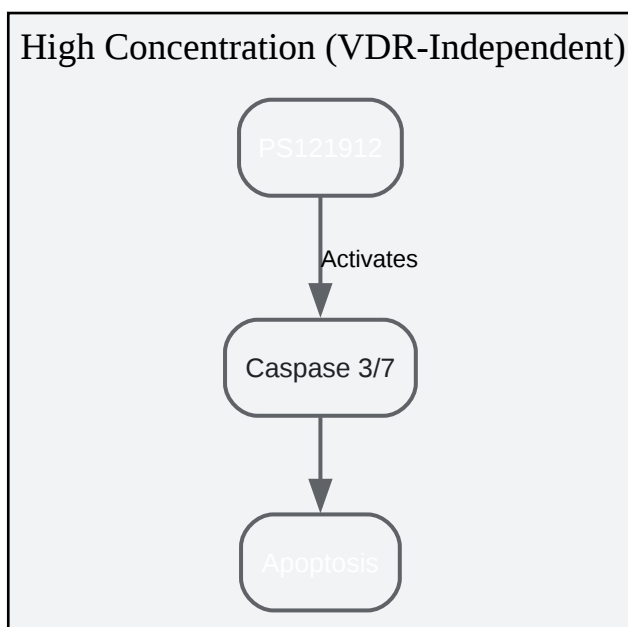 High Concentration (VDR-Independent)
PS121912
Activates
Caspase 3/7
Apoptosis